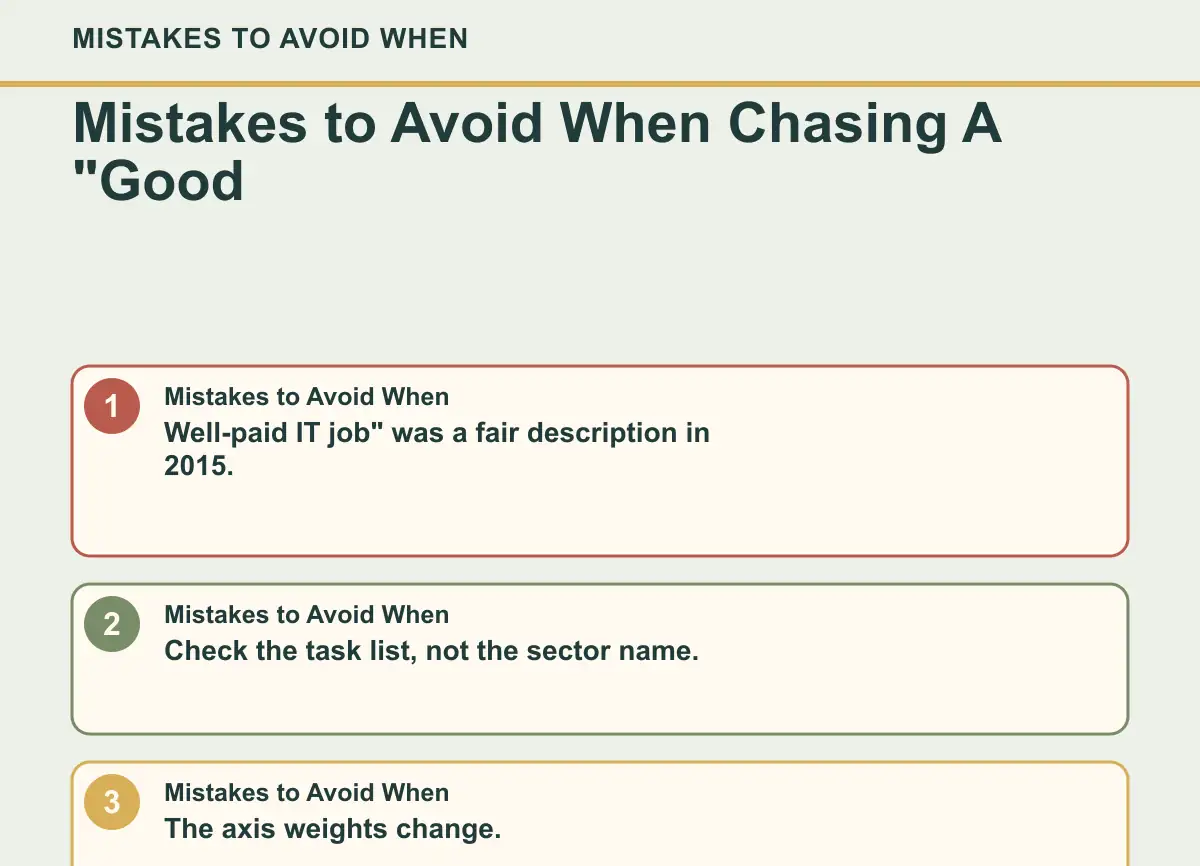 MISTAKES TO AVOID WHEN
Mistakes to Avoid When Chasing A
"Good
1
Mistakes to Avoid When
Well-paid IT job" was a fair description in
2015.
2
Mistakes to Avoid When
Check the task list, not the sector name.
3
Mistakes to Avoid When
The axis weights change.